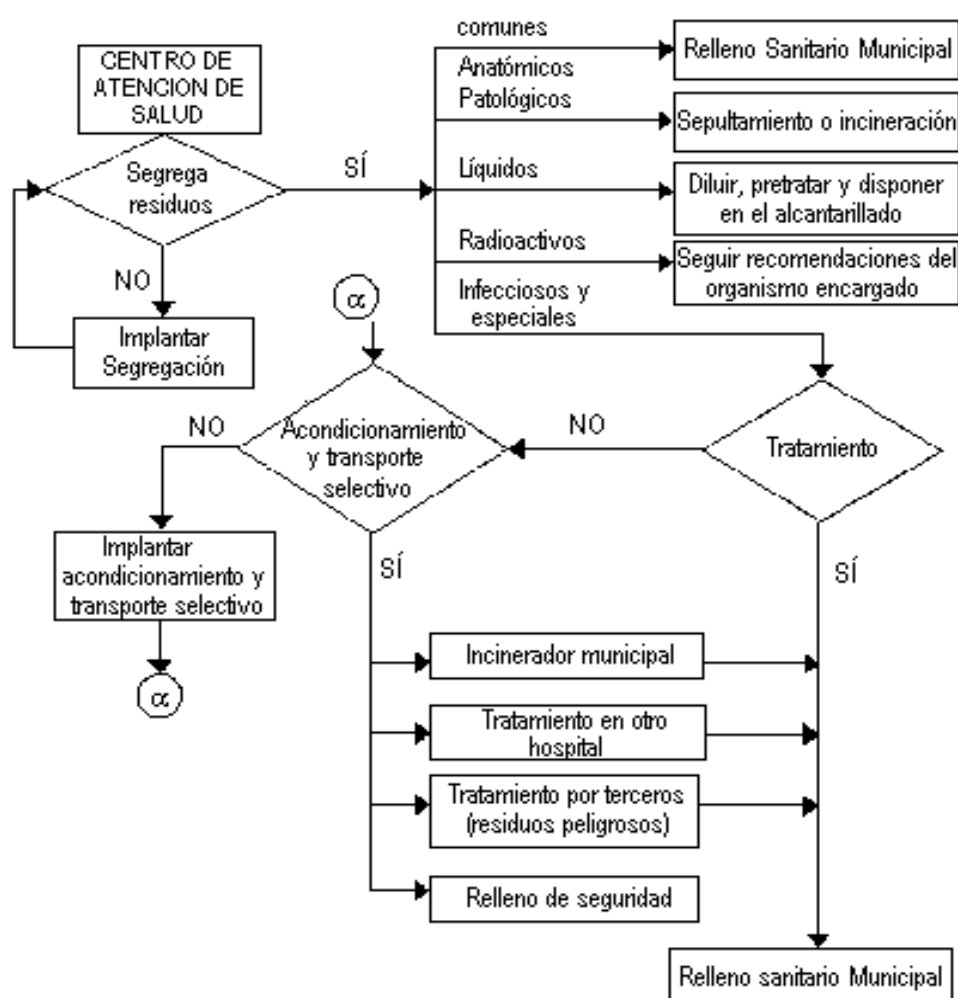 CENTRO DE
ATENCION DE
SALUD
Segrega
residuos
SÍ
NO
Implantar
Segregación
comunes
Relleno Sanitario Municipal
Anatómicos
Patológicos
Sepultamiento o incineración
Líquidos
Diluir, pretratar y disponer
en el alcantarillado
Radioactivos
Seguir recomendaciones del
organismo encargado
Infecciosos y
especiales
α
Tratamiento
NO
Acondicionamiento
y transporte
selectivo
NO
Implantar
acondicionamiento y
transporte selectivo
α
SÍ
SÍ
Incinerador municipal
Tratamiento en otro
hospital
Tratamiento por terceros
(residuos peligrosos)
Relleno de seguridad
Relleno sanitario Municipal